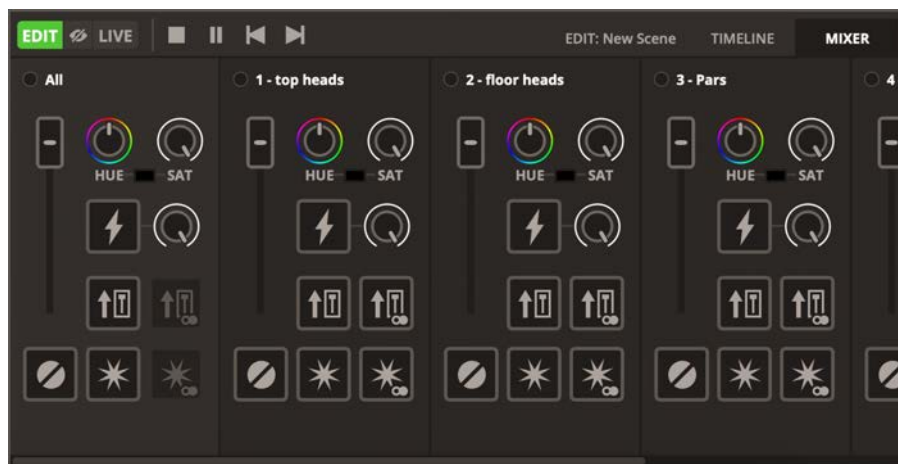 EDIT LIVE EDIT: New Scene TIMELINE MIXER
All 1 - top heads 2 - floor heads 3 - Pars 4
HUE SAT HUE SAT HUE SAT HUE SAT